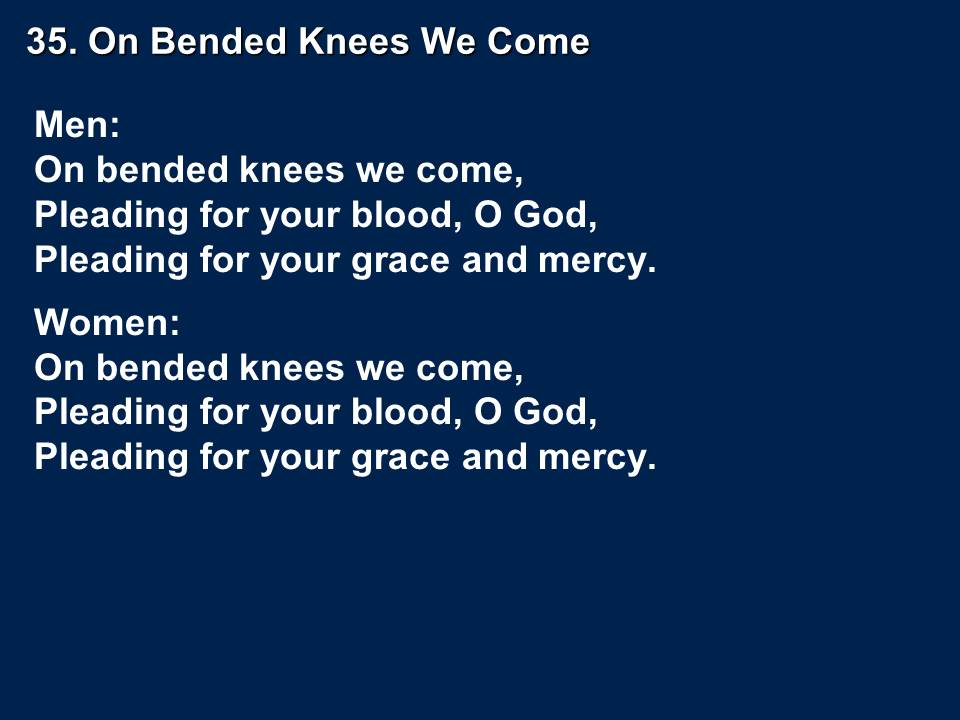 35. On Bended Knees We Come
Men:
On bended knees we come,
Pleading for your blood, O God,
Pleading for your grace and mercy.
Women:
On bended knees we come,
Pleading for your blood, O God,
Pleading for your grace and mercy.